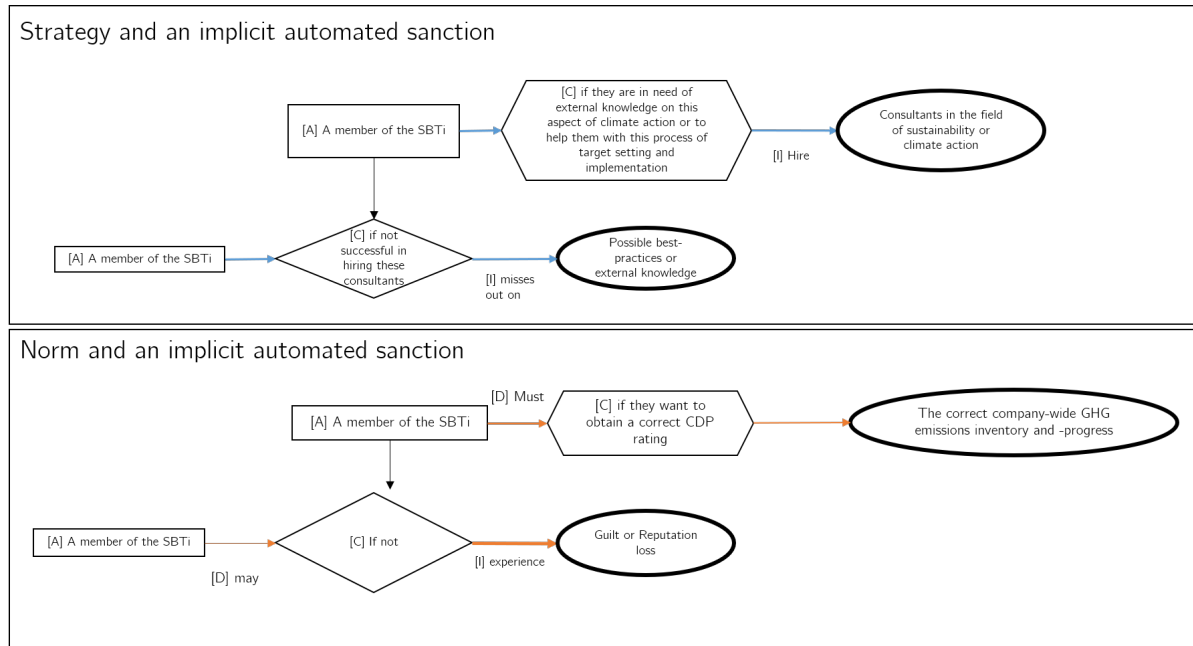 Strategy and an implicit automated sanction
[C] if they are in need of
external knowledge on this
aspect of climate action or to
help them with this process of
target setting and
implementation
[A] A member of the SBTi
Consultants in the field
of sustainability or
climate action
[I] Hire
[A] A member of the SBTi
[C] if not
successful in
hiring these
consultants
[I] misses
out on
Possible best-
practices or
external knowledge
Norm and an implicit automated sanction
[A] A member of the SBTi
[D] Must
[C] if they want to
obtain a correct CDP
rating
The correct company-wide GHG
emissions inventory and -progress
[A] A member of the SBTi
[D] may
[C] If not
[I] experience
Guilt or Reputation
loss